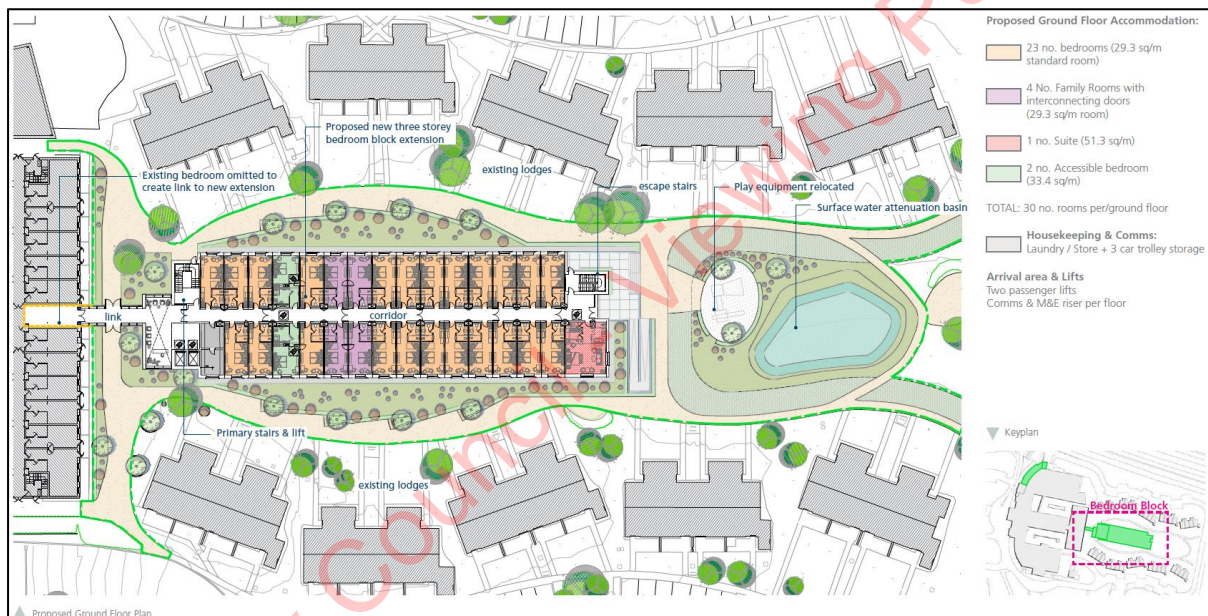 Proposed Ground Floor Accommodation:
23 no. bedrooms (29.3 sq/m
standard room)
4 No. Family Rooms with
interconnecting doors
(29.3 sq/m room)
1 no. Suite (51.3 sq/m)
2 no. Accessible bedroom
(33.4 sq/m)
TOTAL: 30 no. rooms per/ground floor
Housekeeping & Comms:
Laundry / Store + 3 car trolley storage
Arrival area & Lifts
Two passenger lifts
Comms & M&E riser per floor
Proposed new three storey
bedroom block extension
Existing bedroom omitted to
create link to new extension
existing lodges
escape stairs
Play equipment relocated
Surface water attenuation basin
link
corridor
Primary stairs & lift
existing lodges
Keyplan
Bedroom Block
Proposed Ground Floor Plan
Council Viewing